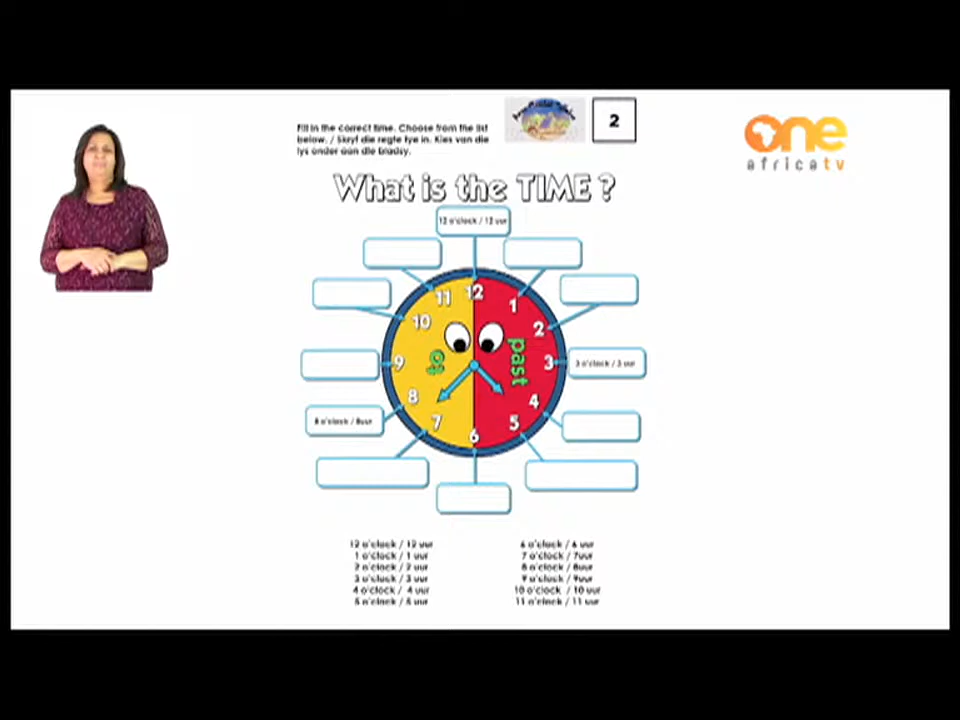 Fill in the correct time. Choose from the list
below. / Skryf die regte tye in. Kies van die
lys onder aan die bladsy.
2
one
africa tv
What is the TIME ?
12 o'clock / 12 uur
11
12
1
10
2
to
past
9
3
3 o'clock / 3 uur
8
4
8 o'clock / 8uur
7
5
6
12 o'clock / 12 uur
1 o'clock / 1 uur
2 o'clock / 2 uur
3 o'clock / 3 uur
4 o'clock / 4 uur
5 o'clock / 5 uur
6 o'clock / 6 uur
7 o'clock / 7uur
8 o'clock / 8uur
9 o'clock / 9uur
10 o'clock / 10 uur
11 o'clock / 11 uur